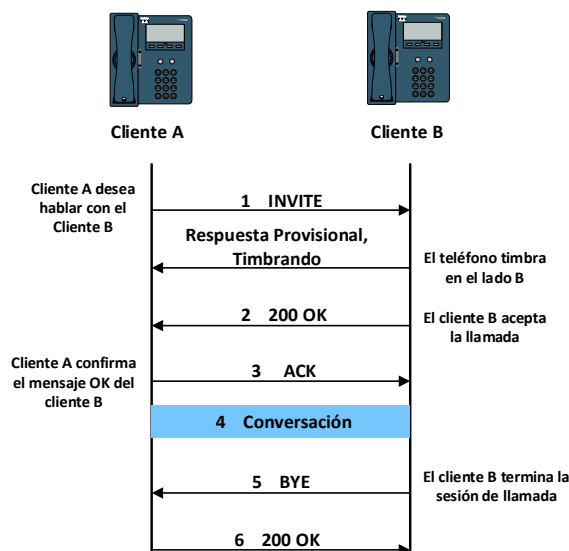 Cliente A
Cliente B
Cliente A desea
hablar con el
Cliente B
1 INVITE
Respuesta Provisional,
Timbrando
El teléfono timbra
en el lado B
2 200 OK
El cliente B acepta
la llamada
Cliente A confirma
el mensaje OK del
cliente B
3 ACK
4 Conversación
5 BYE
El cliente B termina la
sesión de llamada
6 200 OK